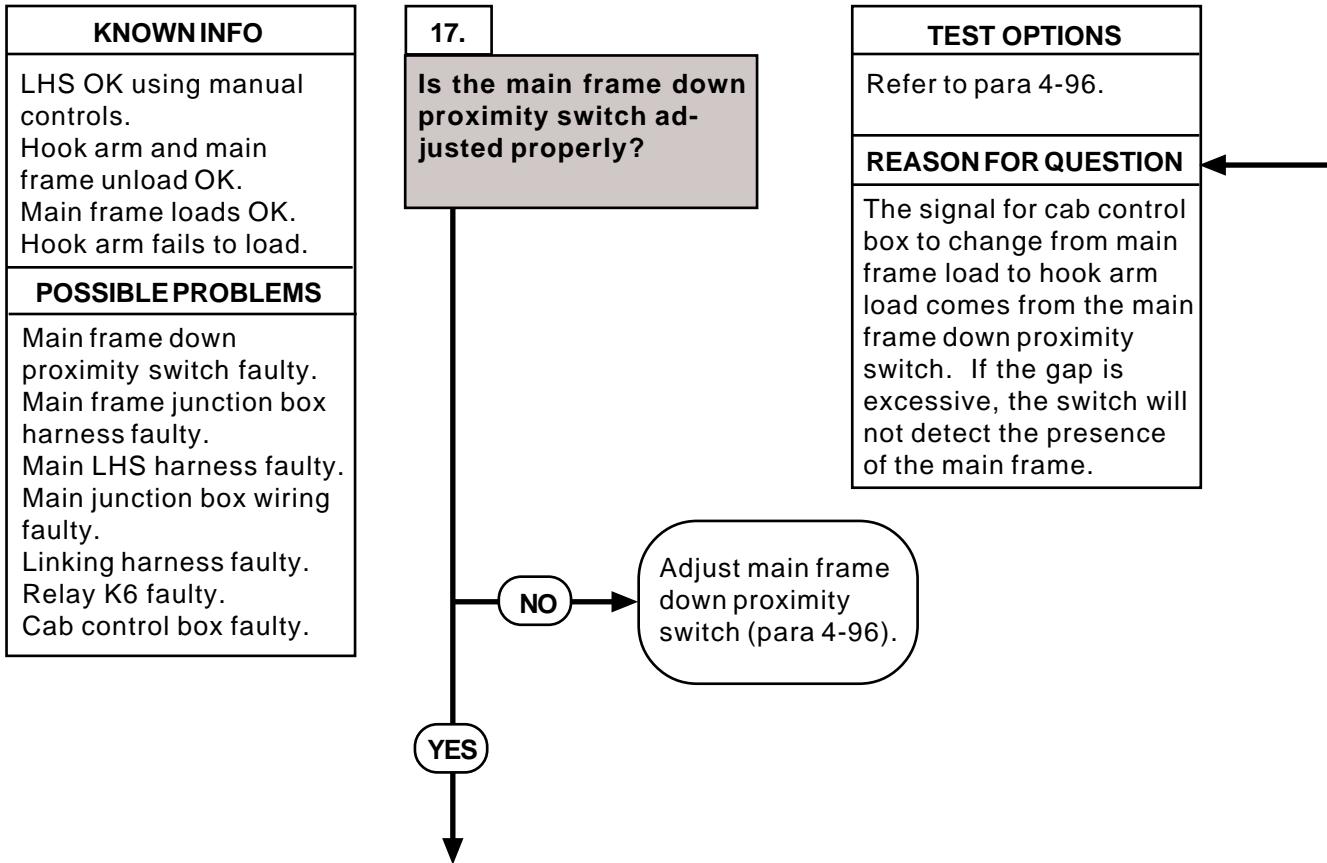 KNOWN INFO
LHS OK using manual
controls.
Hook arm and main
frame unload OK.
Main frame loads OK.
Hook arm fails to load.
POSSIBLE PROBLEMS
Main frame down
proximity switch faulty.
Main frame junction box
harness faulty.
Main LHS harness faulty.
Main junction box wiring
faulty.
Linking harness faulty.
Relay K6 faulty.
Cab control box faulty.
17.
Is the main frame down
proximity switch ad-
justed properly?
NO
Adjust main frame
down proximity
switch (para 4-96).
YES
TEST OPTIONS
Refer to para 4-96.
REASON FOR QUESTION
The signal for cab control
box to change from main
frame load to hook arm
load comes from the main
frame down proximity
switch. If the gap is
excessive, the switch will
not detect the presence
of the main frame.